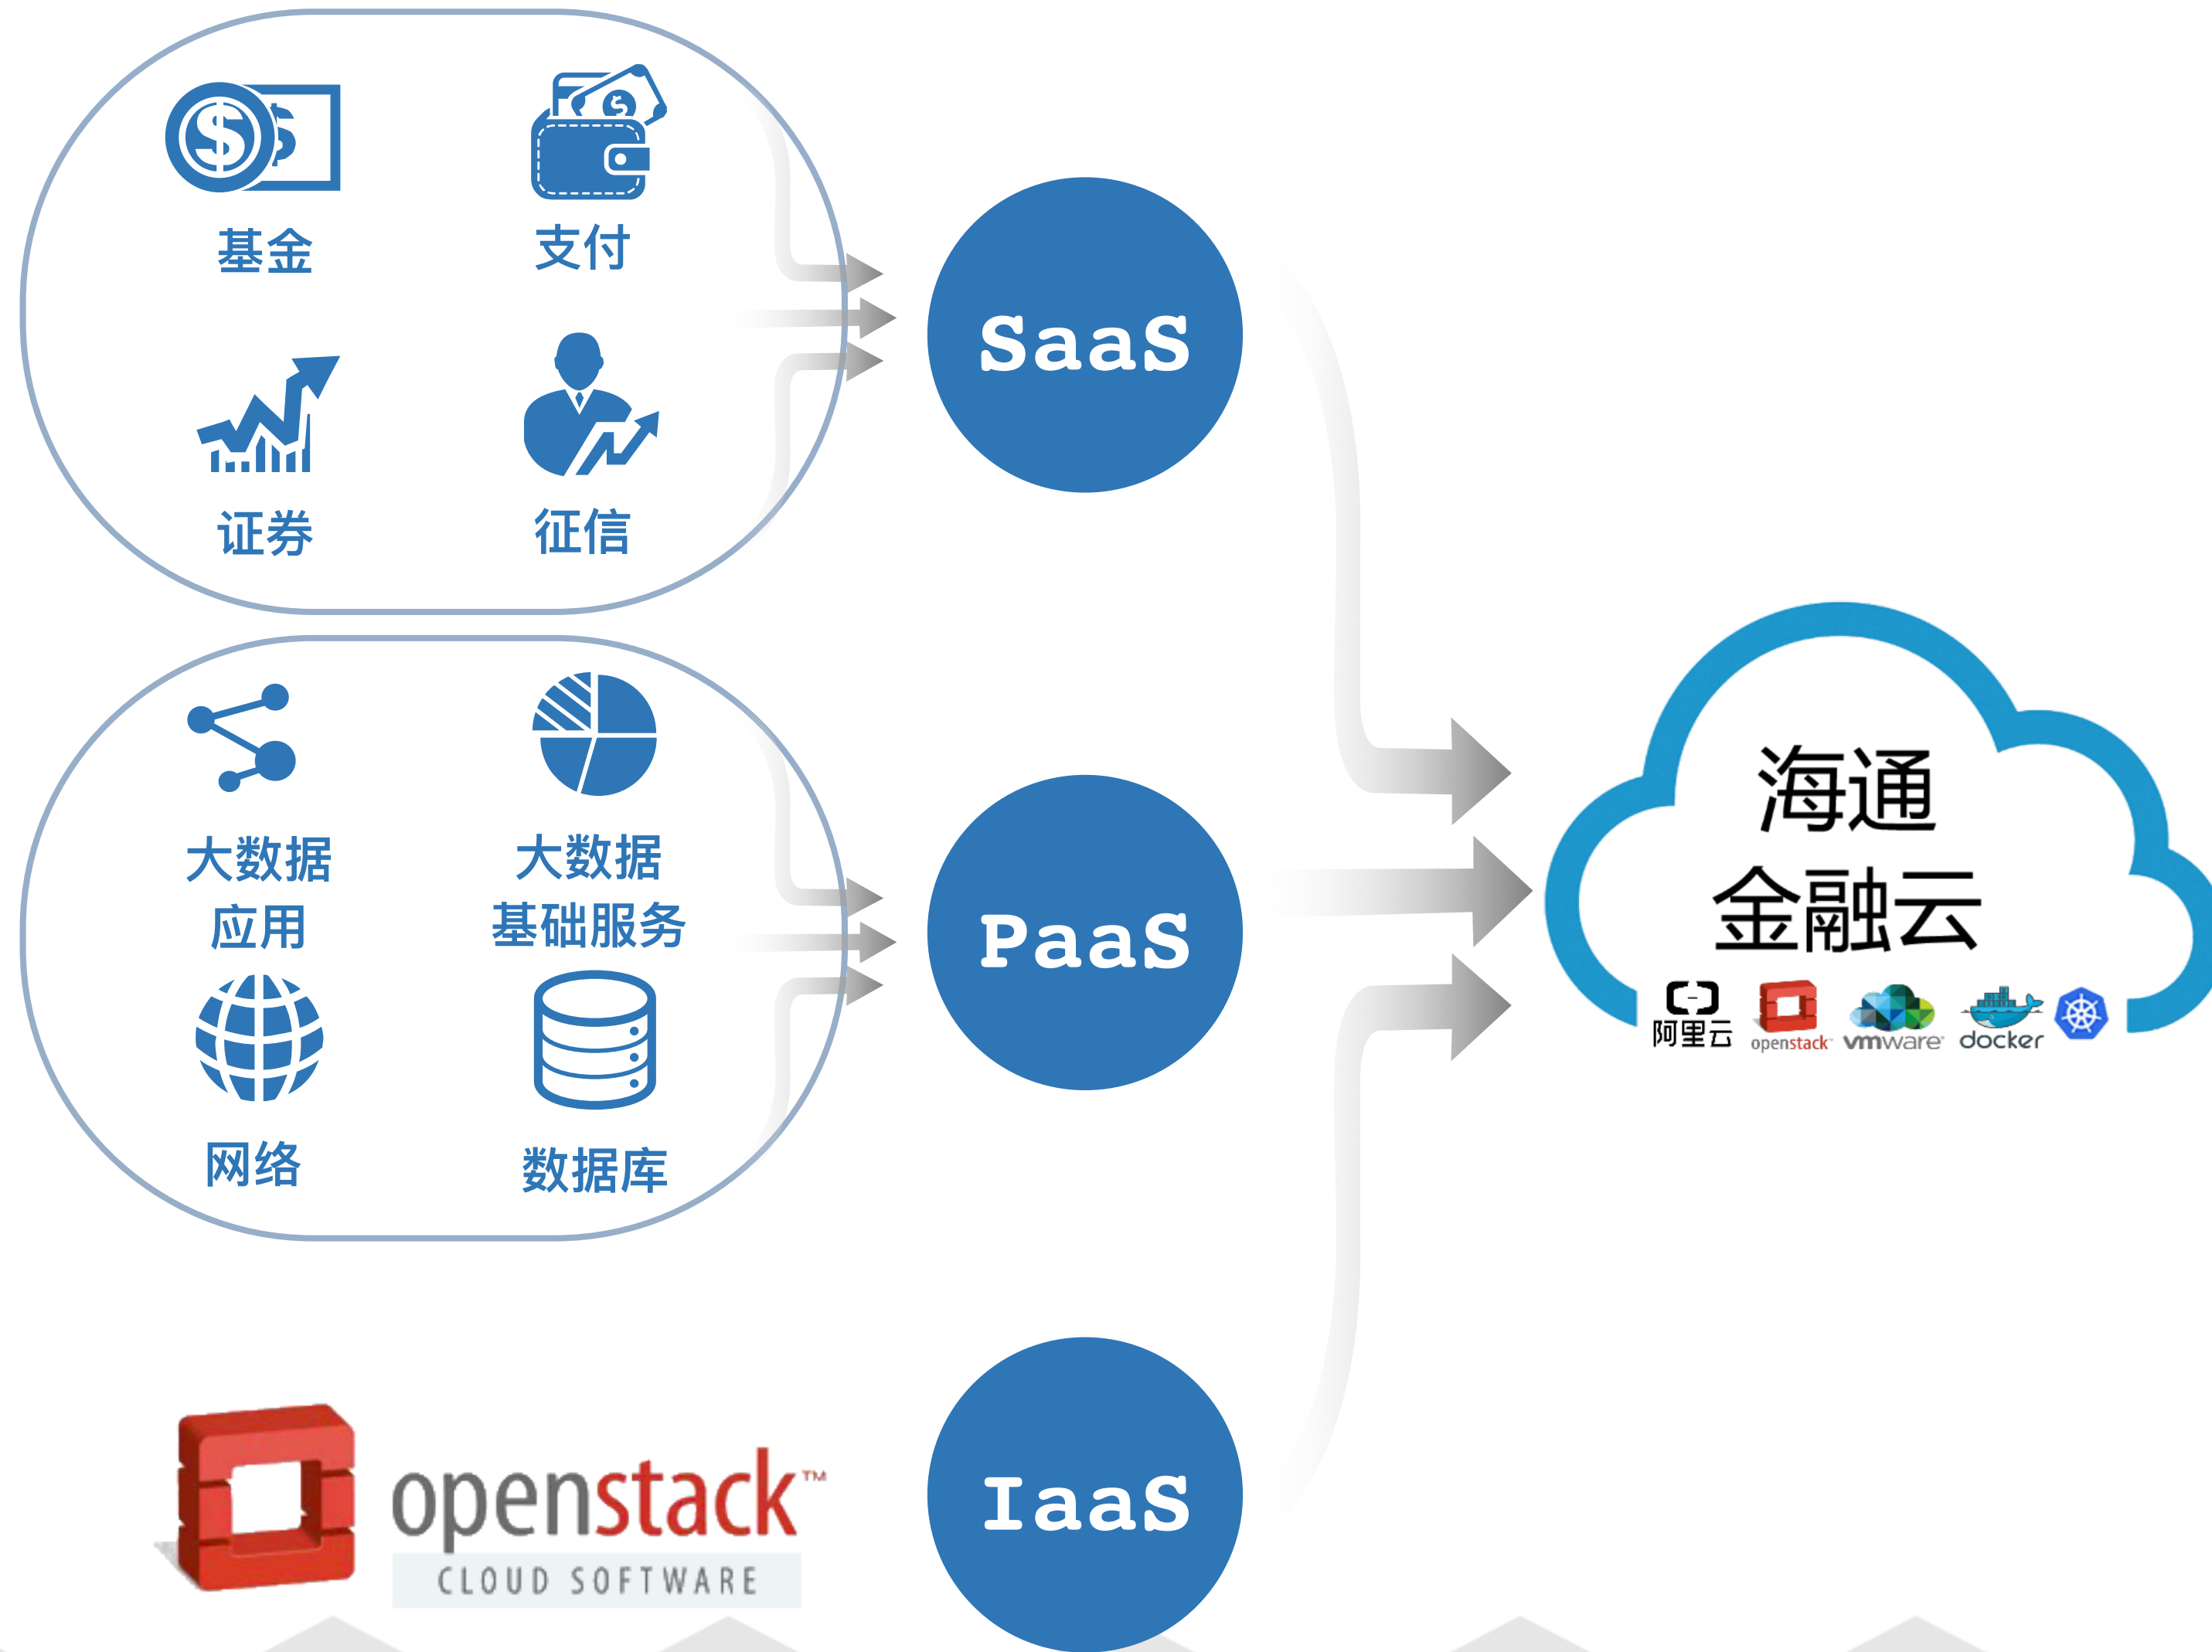 基金
支付
证券
征信
SaaS
大数据
应用
大数据
基础服务
网络
数据库
PaaS
openstack™
CLOUD SOFTWARE
IaaS
海通
金融云
阿里云
openstack
vmware
docker